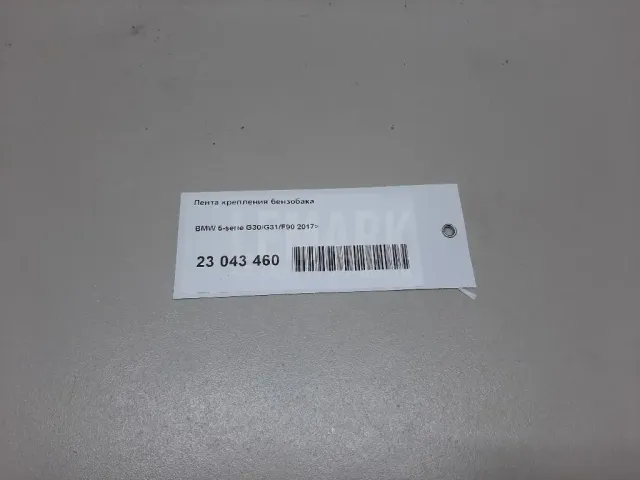 Лента крепления бензобака
BMW 5-serie G30/G31/F90 2017>
23 043 460